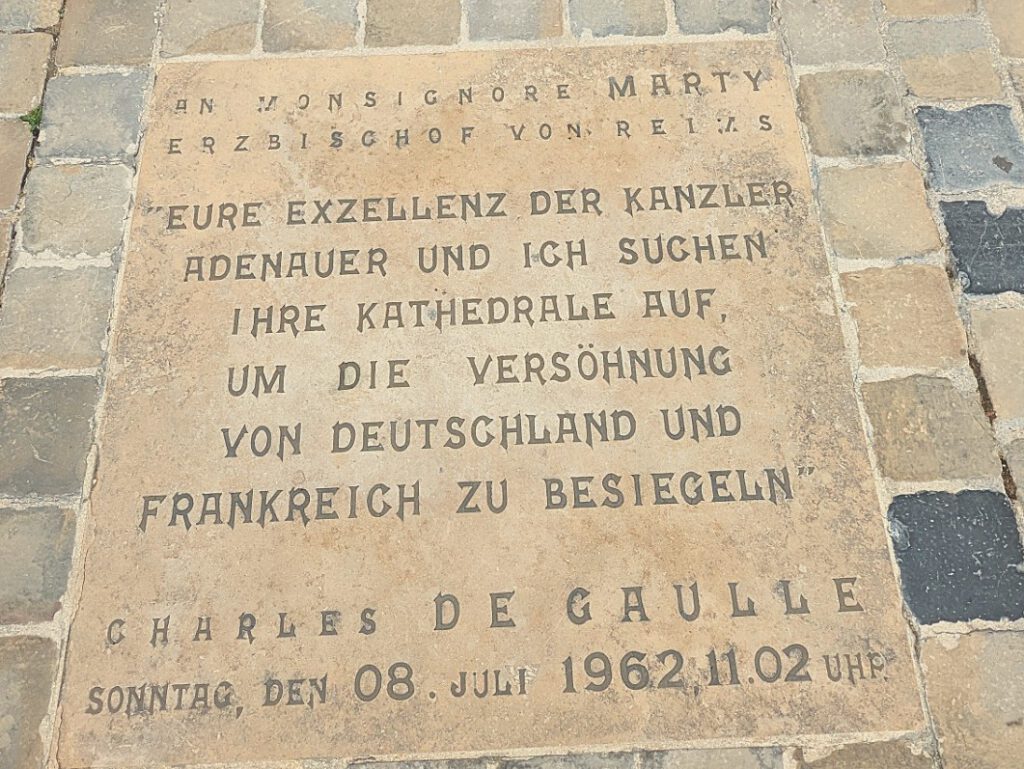 AN MONSIGNORE MARTY
ERZBISCHOF VON REIMS
"EURE EXZELLENZ DER KANZLER
ADENAUER UND ICH SUCHEN
IHRE KATHEDRALE AUF,
UM DIE VERSÖHNUNG
VON DEUTSCHLAND UND
FRANKREICH ZU BESIEGELN"
CHARLES DE GAULLE
SONNTAG, DEN 08. JULI 1962, 11.02 UHR.